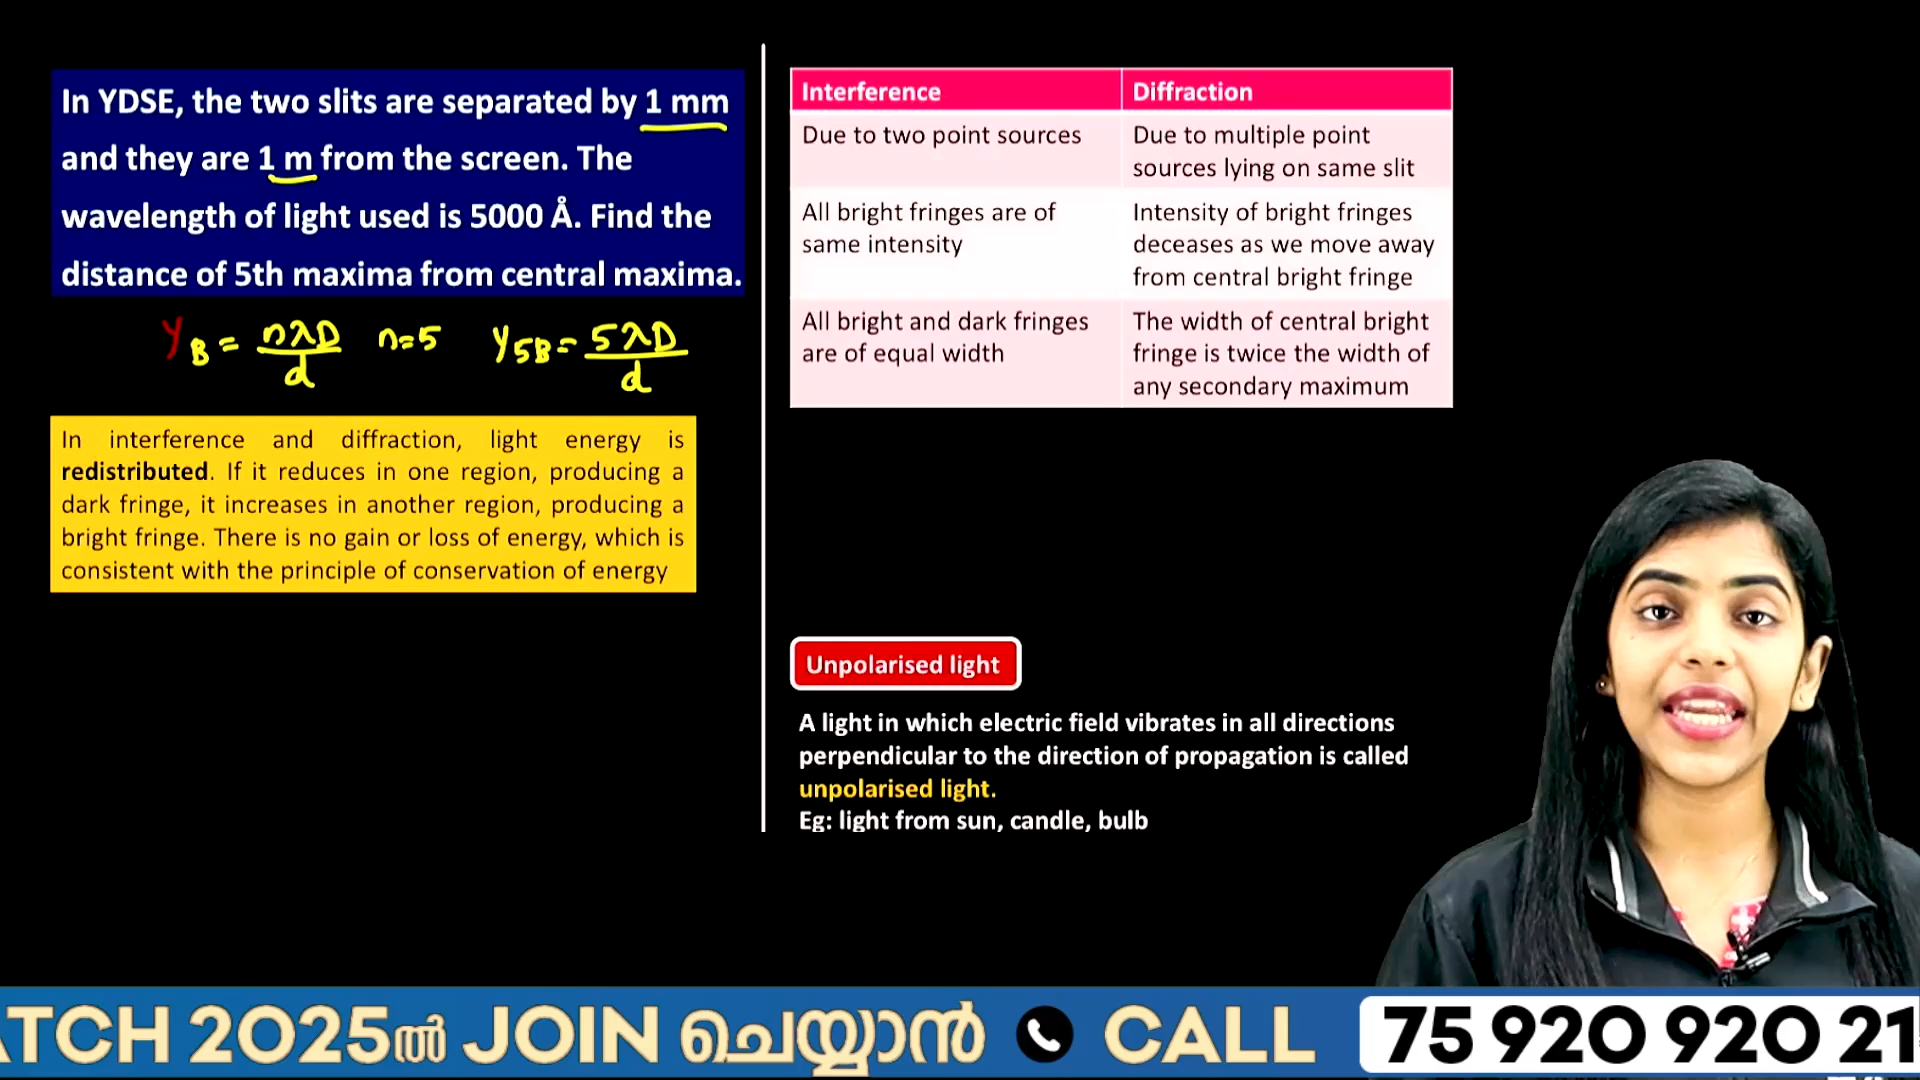 In YDSE, the two slits are separated by 1 mm
and they are 1 m from the screen. The
wavelength of light used is 5000 Å. Find the
distance of 5th maxima from central maxima.
y_B = nλD/d n=5 y_5B = 5λD/d
In interference and diffraction, light energy is
redistributed. If it reduces in one region, producing a
dark fringe, it increases in another region, producing a
bright fringe. There is no gain or loss of energy, which is
consistent with the principle of conservation of energy
Interference Diffraction
Due to two point sources
Due to multiple point
sources lying on same slit
All bright fringes are of
same intensity
Intensity of bright fringes
deceases as we move away
from central bright fringe
All bright and dark fringes
are of equal width
The width of central bright
fringe is twice the width of
any secondary maximum
Unpolarised light
A light in which electric field vibrates in all directions
perpendicular to the direction of propagation is called
unpolarised light.
Eg: light from sun, candle, bulb
ATCH 2025ൽ JOIN ചെയ്യാൻ CALL 75 920 920 21